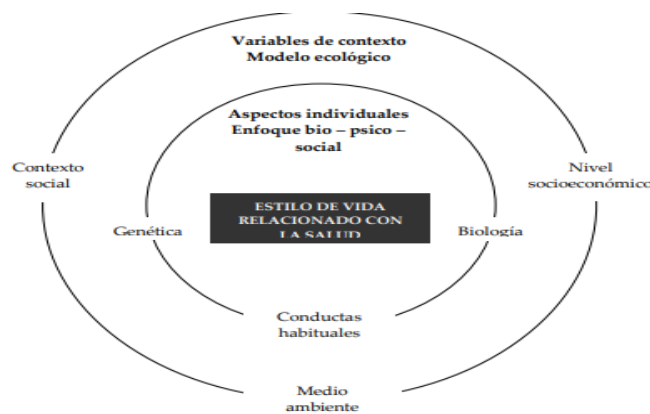 Variables de contexto
Modelo ecológico
Aspectos individuales
Enfoque bio – psico –
social
Contexto
social
Nivel
socioeconómico
ESTILO DE VIDA
RELACIONADO CON
LA SALUD
Genética
Biología
Conductas
habituales
Medio
ambiente